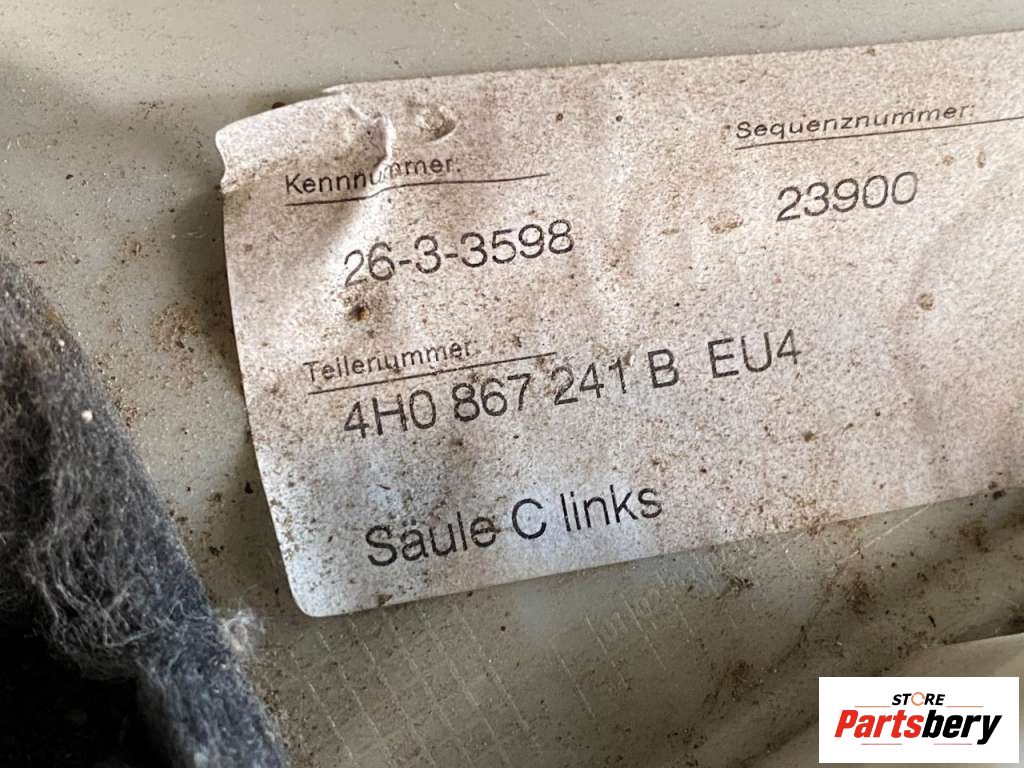 Kennnummer:
Sequenznummer:
26-3-3598
23900
Teilenummer:
4H0 867 241 B EU4
Säule C links
STORE
Partsbery